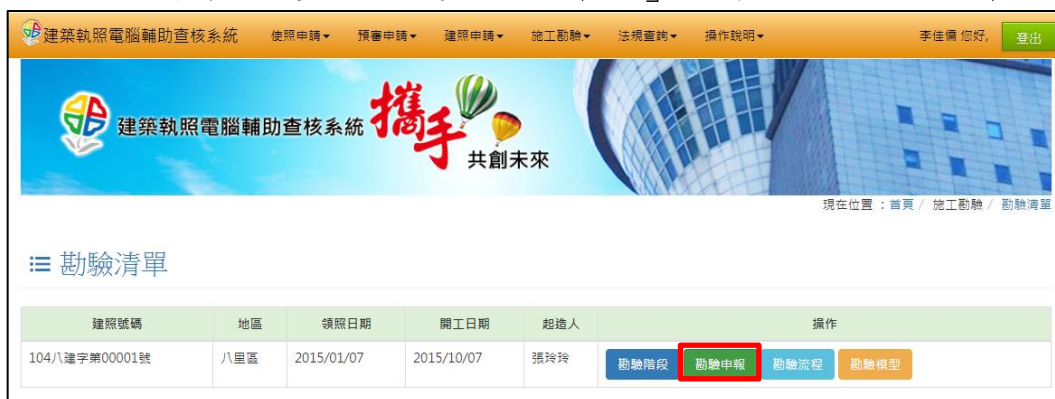 建築執照電腦輔助查核系統 使照申請 預審申請 建照申請 施工勘驗 法規查詢 操作說明 李佳儒 您好, 登出
建築執照電腦輔助查核系統 攜手 共創未來
現在位置 : 首頁 / 施工勘驗 / 勘驗清單
勘驗清單
建照號碼 地區 領照日期 開工日期 起造人 操作
104八建字第00001號 八里區 2015/01/07 2015/10/07 張玲玲 勘驗階段 勘驗申報 勘驗流程 勘驗模型